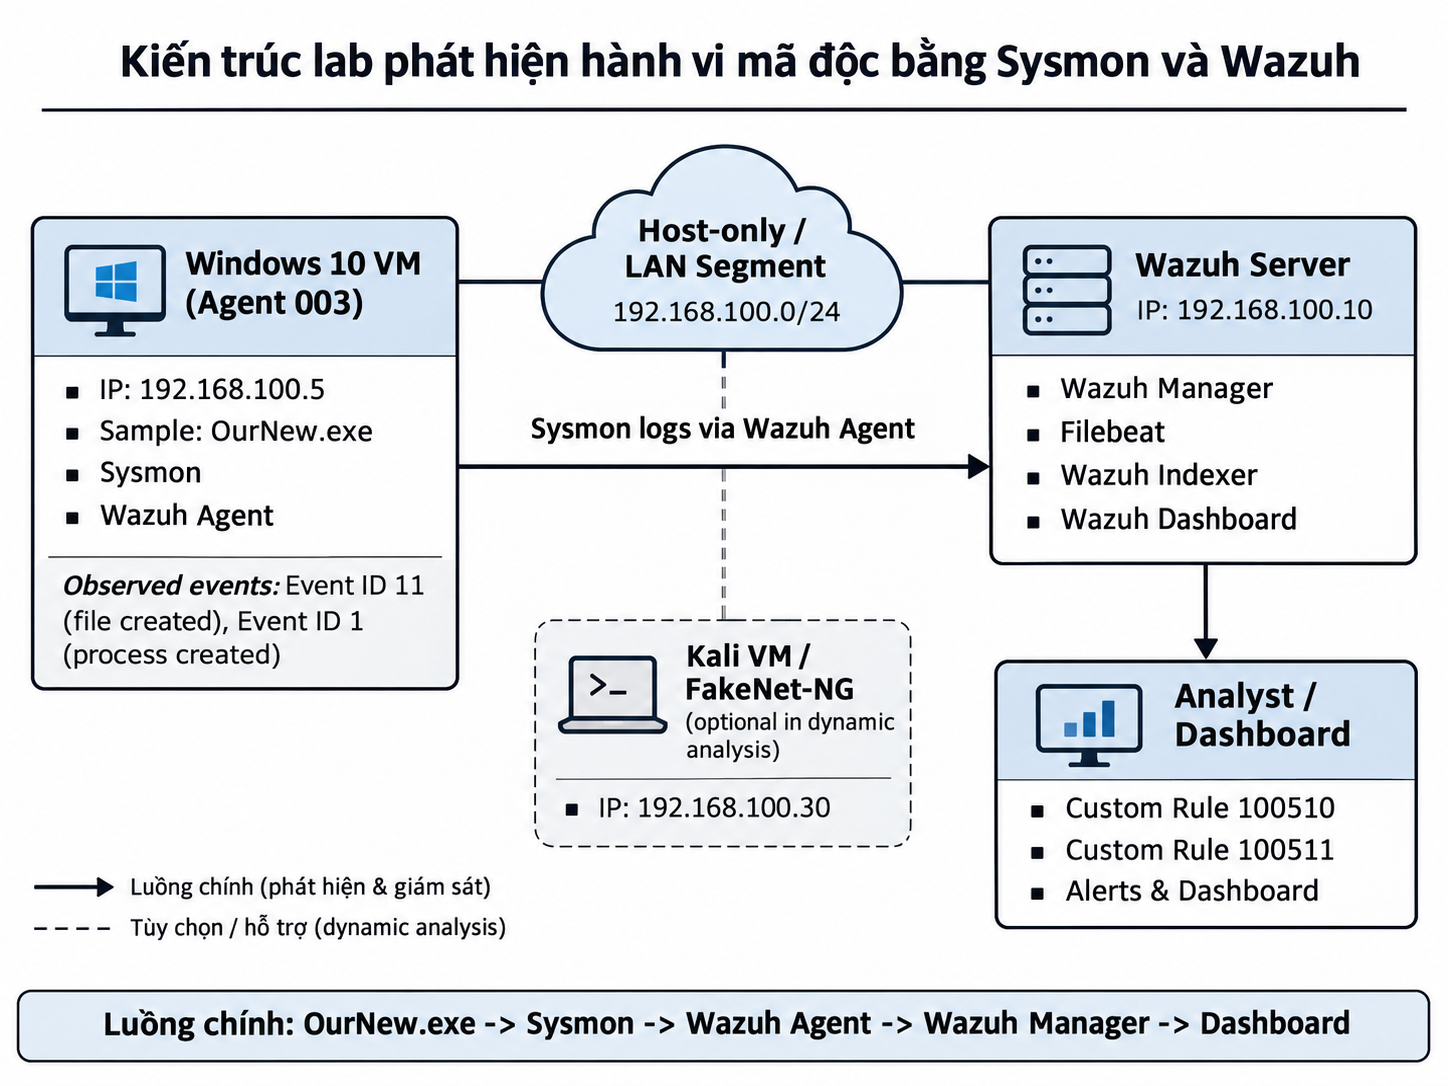 Kiến trúc lab phát hiện hành vi mã độc bằng Sysmon và Wazuh
Windows 10 VM
(Agent 003)
IP: 192.168.100.5
Sample: OurNew.exe
Sysmon
Wazuh Agent
Observed events: Event ID 11
(file created), Event ID 1
(process created)
Host-only /
LAN Segment
192.168.100.0/24
Sysmon logs via Wazuh Agent
Wazuh Server
IP: 192.168.100.10
Wazuh Manager
Filebeat
Wazuh Indexer
Wazuh Dashboard
Kali VM /
FakeNet-NG
(optional in dynamic
analysis)
IP: 192.168.100.30
Analyst /
Dashboard
Custom Rule 100510
Custom Rule 100511
Alerts & Dashboard
Luồng chính (phát hiện & giám sát)
Tùy chọn / hỗ trợ (dynamic analysis)
Luồng chính: OurNew.exe -> Sysmon -> Wazuh Agent -> Wazuh Manager -> Dashboard